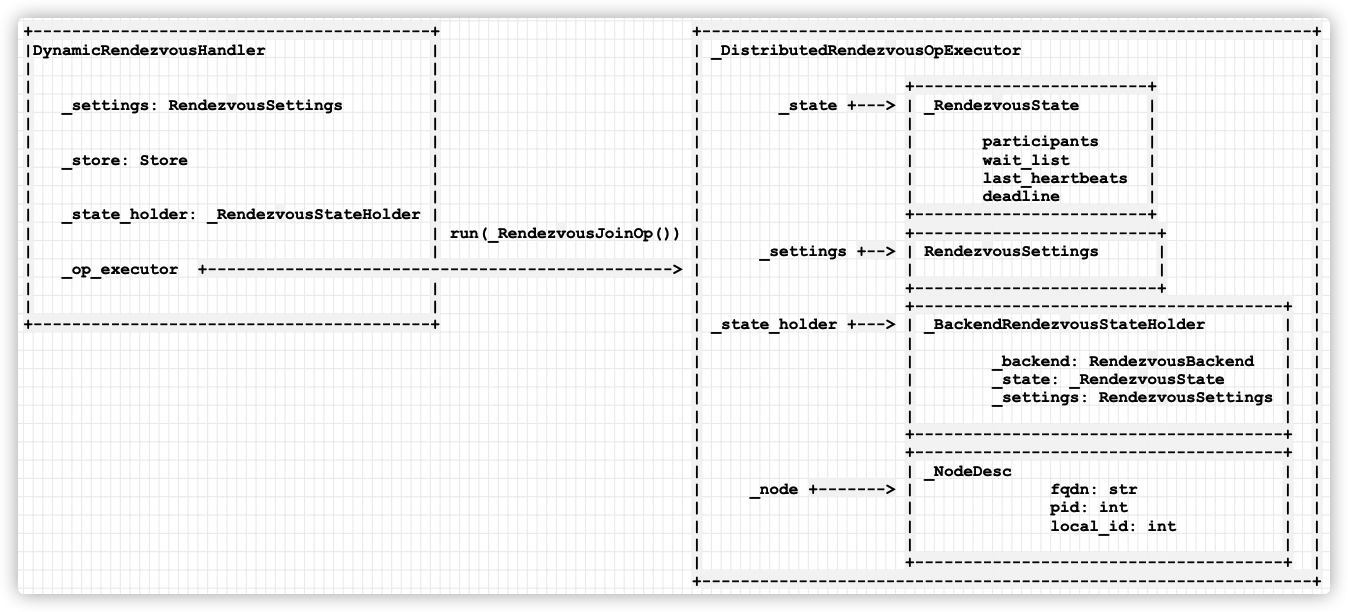 DynamicRendezvousHandler
_settings: RendezvousSettings
_store: Store
_state_holder: _RendezvousStateHolder
_op_executor +------------------------------------------------>
run(_RendezvousJoinOp())
_DistributedRendezvousOpExecutor
_state +--->
_RendezvousState
participants
wait_list
last_heartbeats
deadline
_settings +-->
RendezvousSettings
_state_holder +--->
_BackendRendezvousStateHolder
_backend: RendezvousBackend
_state: _RendezvousState
_settings: RendezvousSettings
_node +------->
_NodeDesc
fqdn: str
pid: int
local_id: int